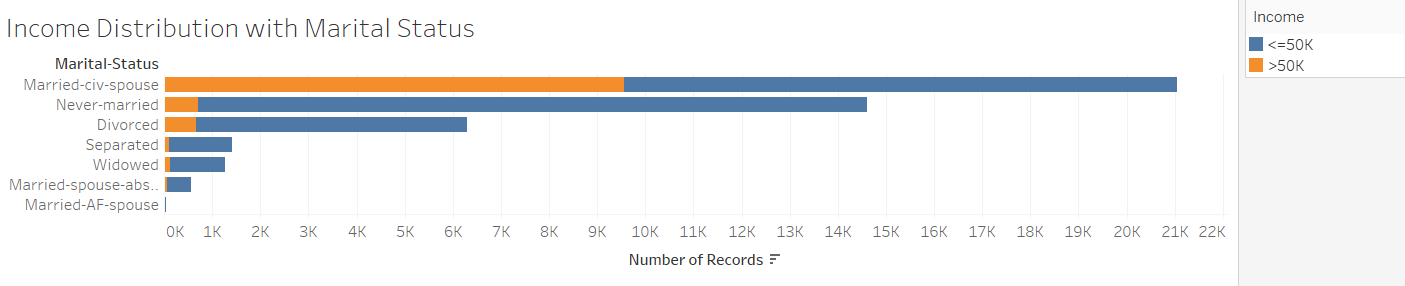 Income Distribution with Marital Status
Marital-Status
Married-civ-spouse
Never-married
Divorced
Separated
Widowed
Married-spouse-abs..
Married-AF-spouse
0K 1K 2K 3K 4K 5K 6K 7K 8K 9K 10K 11K 12K 13K 14K 15K 16K 17K 18K 19K 20K 21K 22K
Number of Records
Income
<=50K
>50K